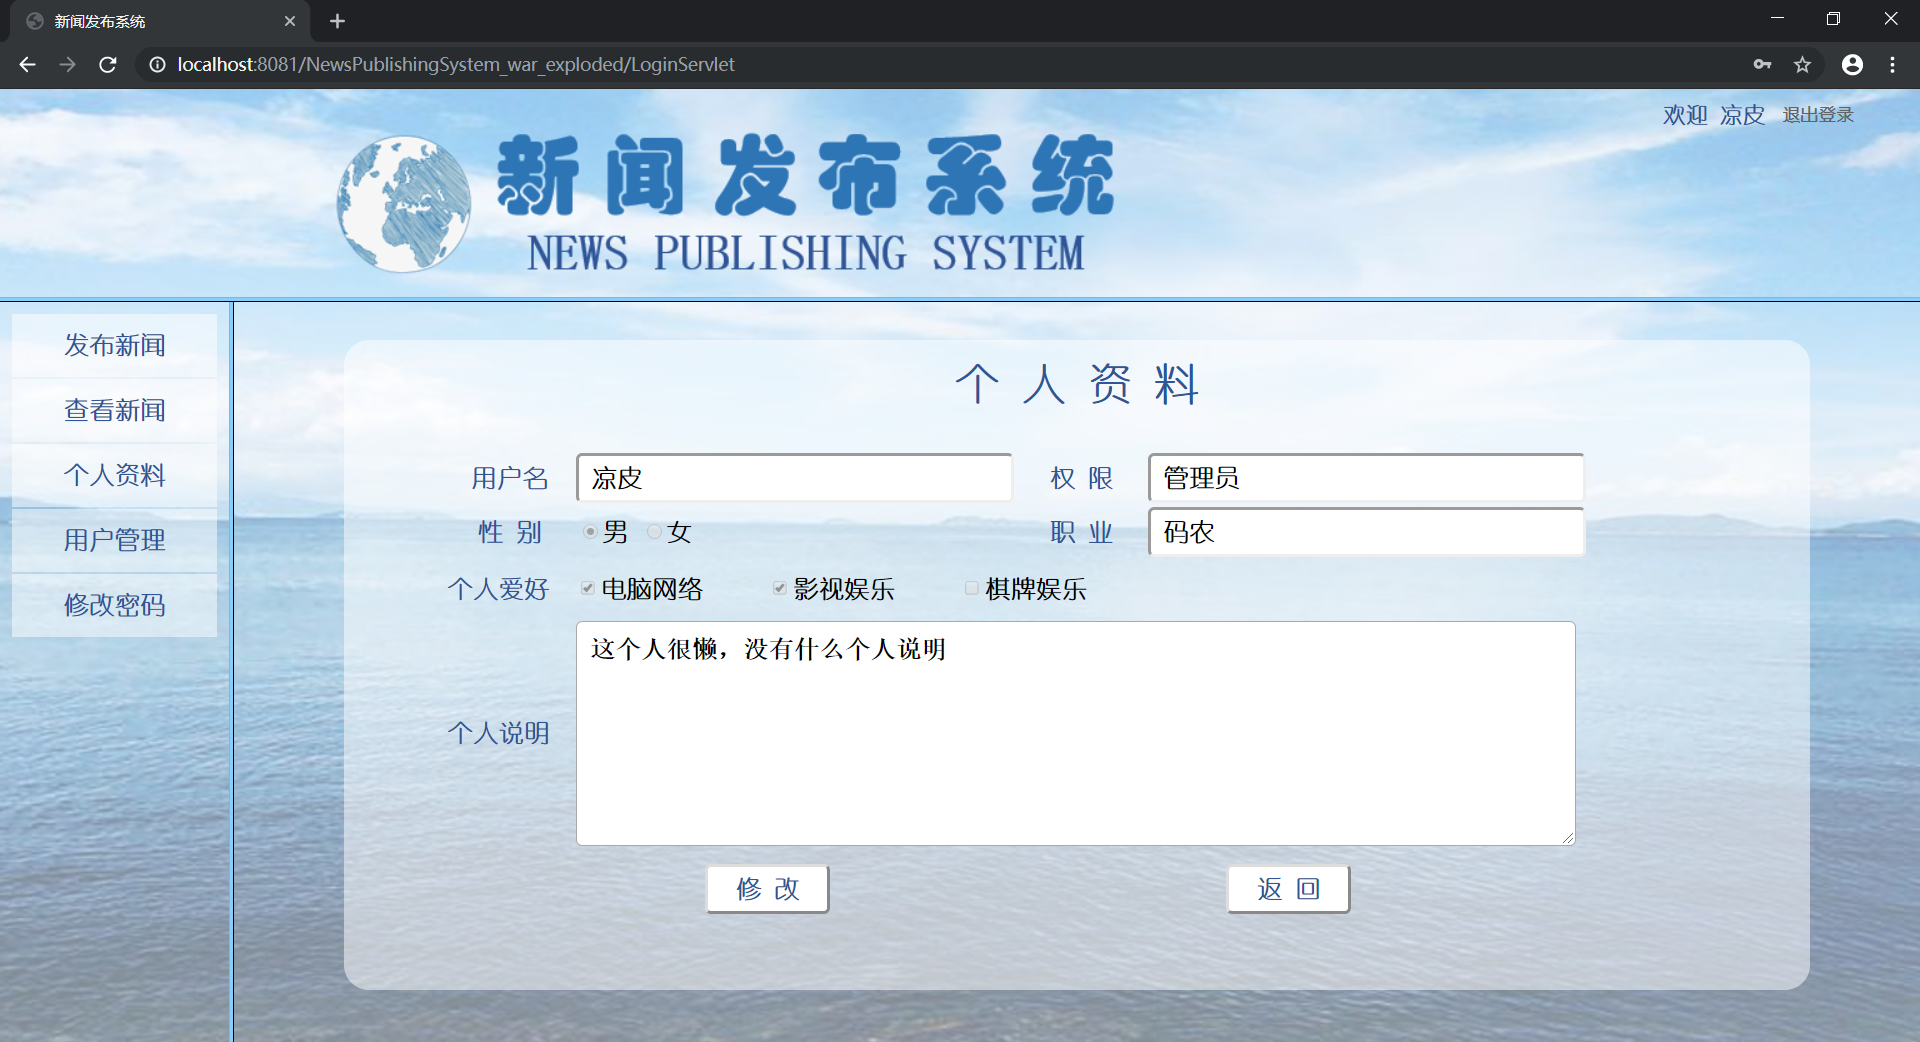 新闻发布系统
localhost:8081/NewsPublishingSystem_war_exploded/LoginServlet
欢迎 凉皮 退出登录
新闻发布系统
NEWS PUBLISHING SYSTEM
发布新闻
查看新闻
个人资料
用户管理
修改密码
个人资料
用户名 凉皮 权限 管理员
性别 男 女 职业 码农
个人爱好 电脑网络 影视娱乐 棋牌娱乐
个人说明 这个人很懒，没有什么个人说明
修改 返回